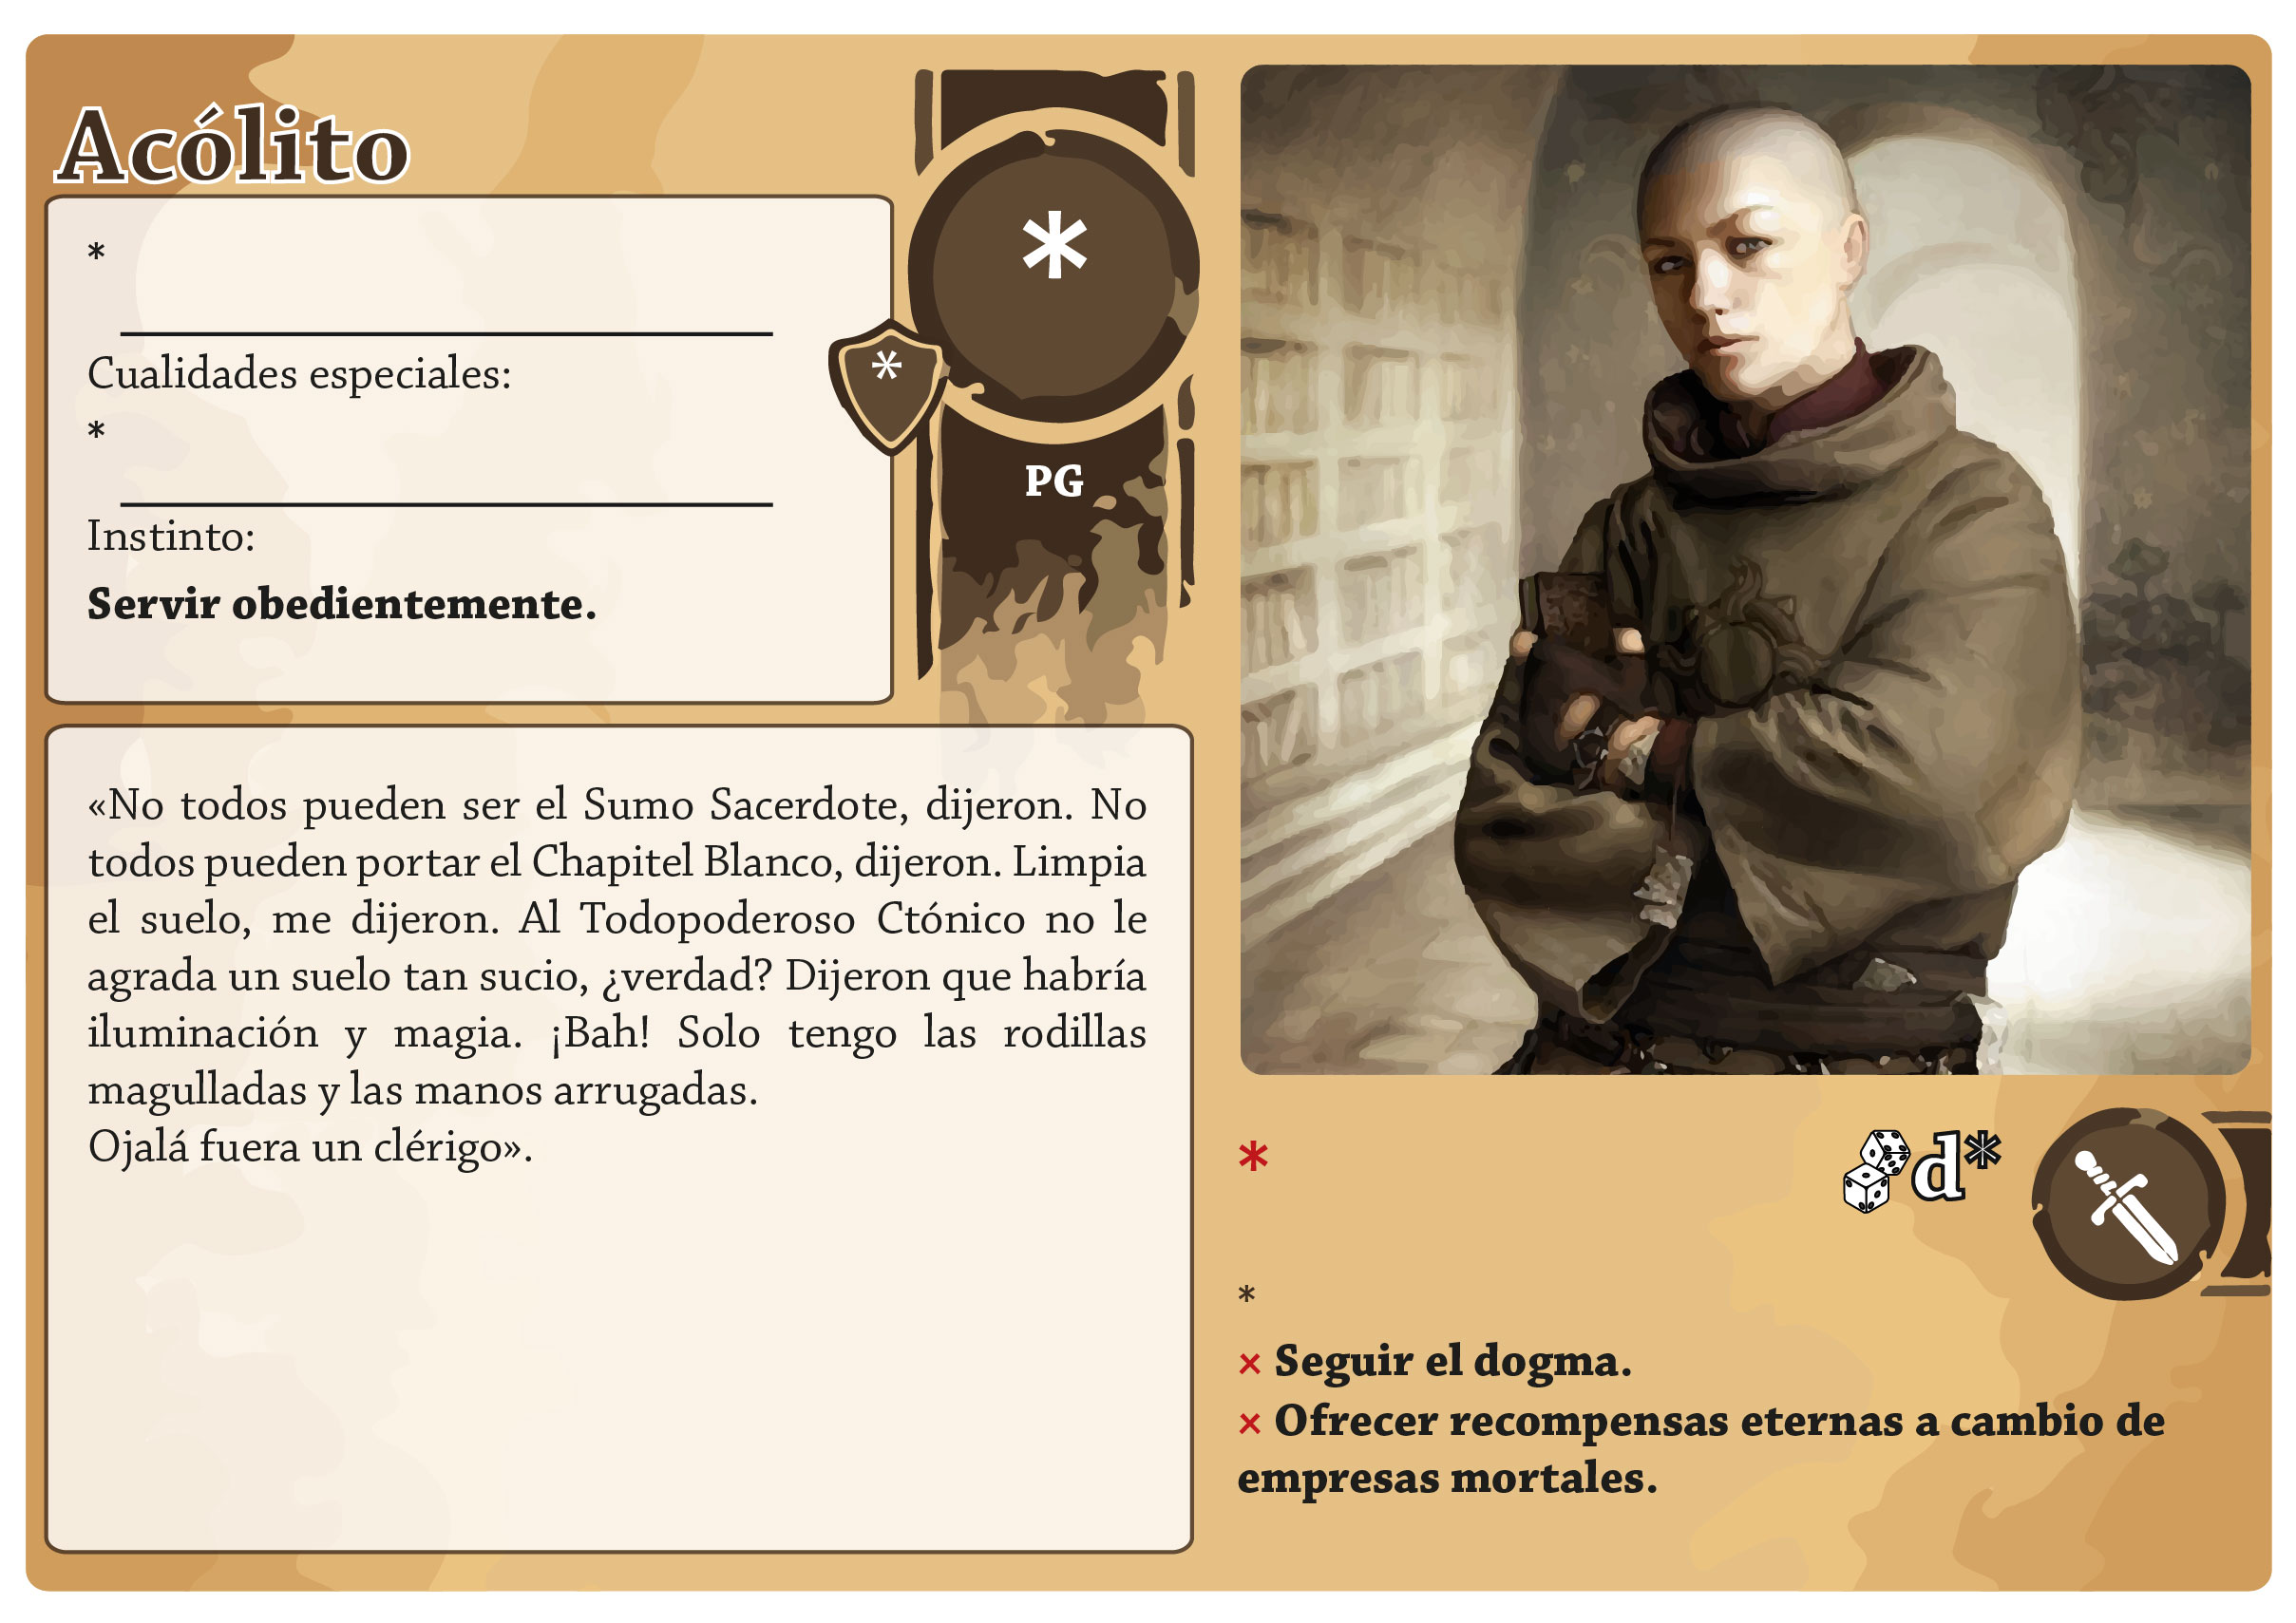 Acólito
*
Cualidades especiales:
*
Instinto:
Servir obedientemente.
*
*
PG
«No todos pueden ser el Sumo Sacerdote, dijeron. No
todos pueden portar el Chapitel Blanco, dijeron. Limpia
el suelo, me dijeron. Al Todopoderoso Ctónico no le
agrada un suelo tan sucio, ¿verdad? Dijeron que habría
iluminación y magia. ¡Bah! Solo tengo las rodillas
magulladas y las manos arrugadas.
Ojalá fuera un clérigo».
*
d*
*
× Seguir el dogma.
× Ofrecer recompensas eternas a cambio de
empresas mortales.